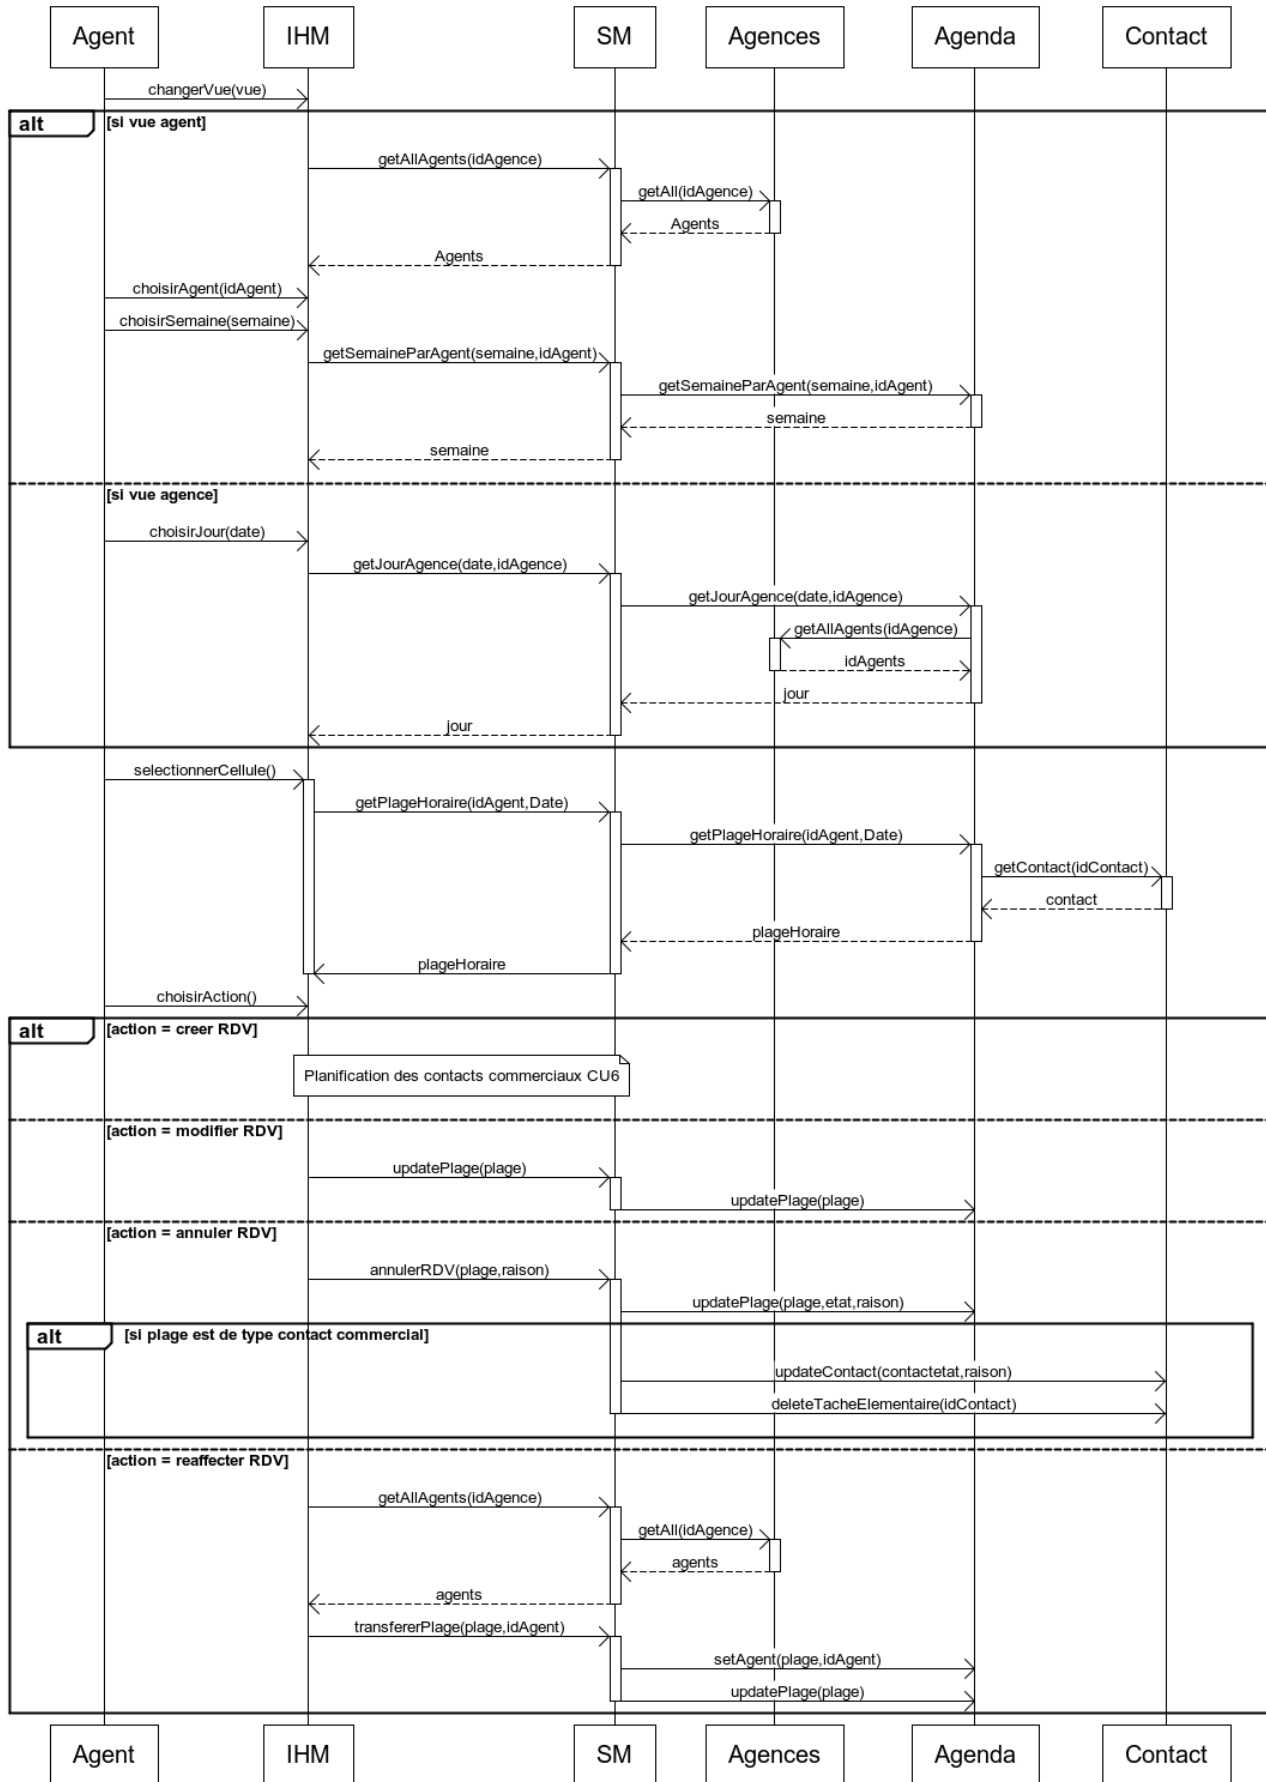 Agent IHM SM Agences Agenda Contact
changerVue(vue)
alt [si vue agent]
getAllAgents(idAgence)
getAll(idAgence)
Agents
Agents
choisirAgent(idAgent)
choisirSemaine(semaine)
getSemaineParAgent(semaine,idAgent)
getSemaineParAgent(semaine,idAgent)
semaine
semaine
[si vue agence]
choisirJour(date)
getJourAgence(date,idAgence)
getJourAgence(date,idAgence)
getAllAgents(idAgence)
idAgents
jour
jour
selectionnerCellule()
getPlageHoraire(idAgent,Date)
getPlageHoraire(idAgent,Date)
getContact(idContact)
contact
plageHoraire
plageHoraire
choisirAction()
alt [action = creer RDV]
Planification des contacts commerciaux CU6
[action = modifier RDV]
updatePlage(plage)
updatePlage(plage)
[action = annuler RDV]
annulerRDV(plage,raison)
updatePlage(plage,etat,raison)
alt [si plage est de type contact commercial]
updateContact(contactetat,raison)
deleteTacheElementaire(idContact)
[action = reaffecter RDV]
getAllAgents(idAgence)
getAll(idAgence)
agents
agents
transfererPlage(plage,idAgent)
setAgent(plage,idAgent)
updatePlage(plage)
Agent IHM SM Agences Agenda Contact